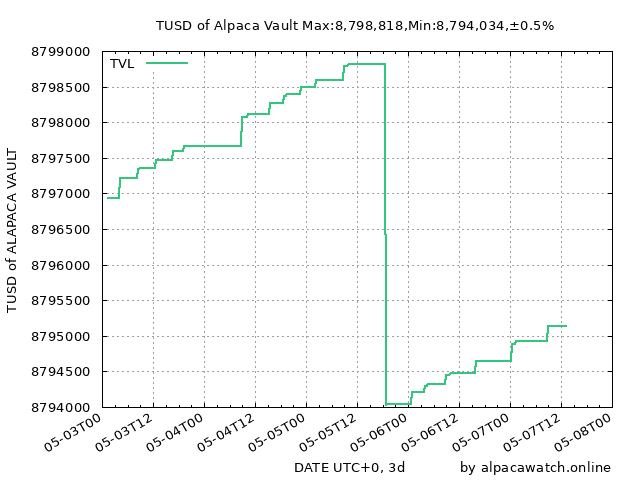 TUSD of Alpaca Vault Max:8,798,818,Min:8,794,034,±0.5%
TVL
8799000
8798500
8798000
8797500
8797000
8796500
8796000
8795500
8795000
8794500
8794000
TUSD of ALAPACA VAULT
05-03T00
05-03T12
05-04T00
05-04T12
05-05T00
05-05T12
05-06T00
05-06T12
05-07T00
05-07T12
05-08T00
DATE UTC+0, 3d
by alpacawatch.online